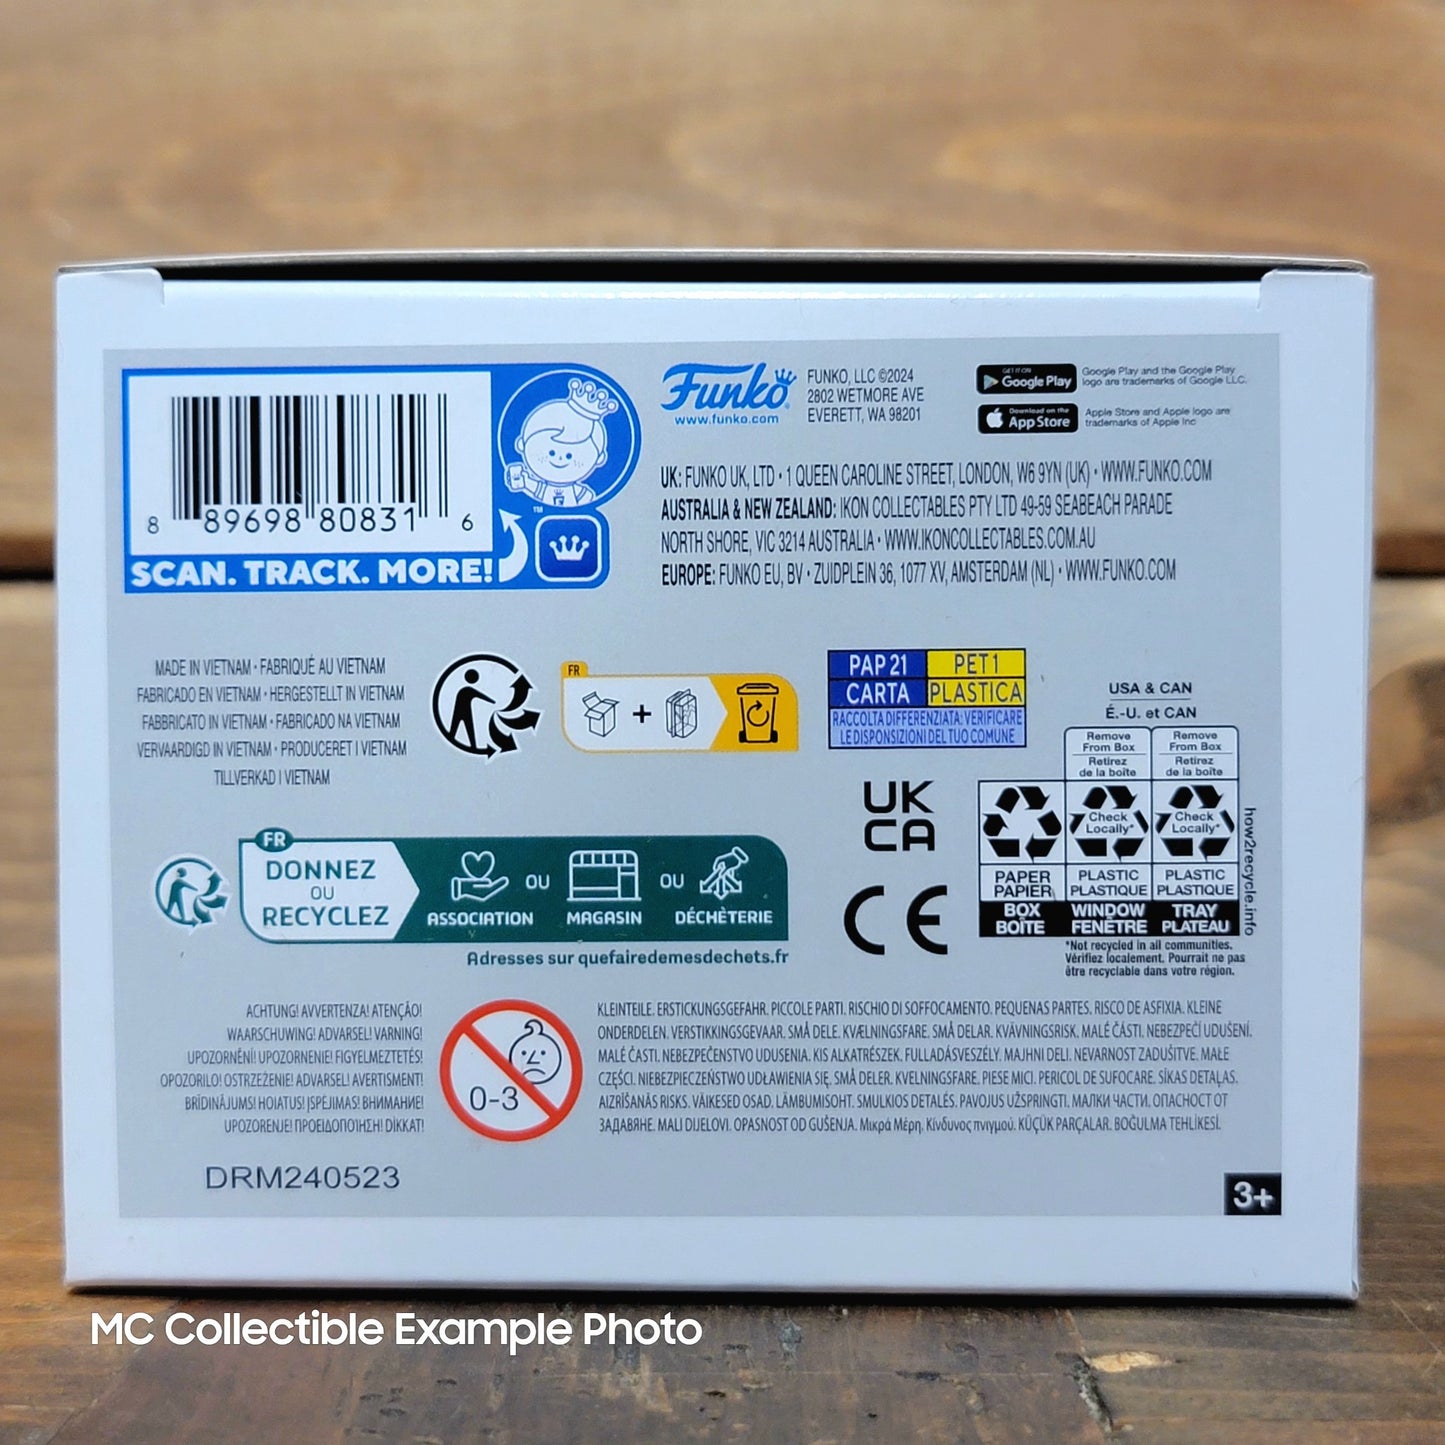 8 89698 80831 6
SCAN. TRACK. MORE!
TM
Funko
www.funko.com
FUNKO, LLC ©2024
2802 WETMORE AVE
EVERETT, WA 98201
GET IT ON
Google Play
Google Play and the Google Play
logo are trademarks of Google LLC.
Download on the
App Store
Apple Store and Apple logo are
trademarks of Apple Inc
UK: FUNKO UK, LTD • 1 QUEEN CAROLINE STREET, LONDON, W6 9YN (UK) • WWW.FUNKO.COM
AUSTRALIA & NEW ZEALAND: IKON COLLECTABLES PTY LTD 49-59 SEABEACH PARADE
NORTH SHORE, VIC 3214 AUSTRALIA • WWW.IKONCOLLECTABLES.COM.AU
EUROPE: FUNKO EU, BV • ZUIDPLEIN 36, 1077 XV, AMSTERDAM (NL) • WWW.FUNKO.COM
MADE IN VIETNAM • FABRIQUÉ AU VIETNAM
FABRICADO EN VIETNAM • HERGESTELLT IN VIETNAM
FABBRICATO IN VIETNAM • FABRICADO NA VIETNAM
VERVAARDIGD IN VIETNAM • PRODUCERET I VIETNAM
TILLVERKAD I VIETNAM
FR
+
PAP 21 PET 1
CARTA PLASTICA
RACCOLTA DIFFERENZIATA: VERIFICARE
LE DISPONSIZIONI DEL TUO COMUNE
USA & CAN
É.-U. et CAN
Remove
From Box
Retirez
de la boîte
Remove
From Box
Retirez
de la boîte
Check
Locally*
Check
Locally*
PAPER
PAPIER
BOX
BOÎTE
PLASTIC
PLASTIQUE
WINDOW
FENÊTRE
PLASTIC
PLASTIQUE
TRAY
PLATEAU
how2recycle.info
*Not recycled in all communities.
Vérifiez localement. Pourrait ne pas
être recyclable dans votre région.
UK
CA
CE
FR
DONNEZ
OU
RECYCLEZ
ASSOCIATION OU MAGASIN OU DÉCHÈTERIE
Adresses sur quefairedemesdechets.fr
ACHTUNG! AVVERTENZA! ATENÇÃO!
WAARSCHUWING! ADVARSEL! VARNING!
UPOZORNĚNÍ! UPOZORNENIE! FIGYELMEZTETÉS!
OPOZORILO! OSTRZEŻENIE! ADVARSEL! AVERTISMENT!
BRĪDINĀJUMS! HOIATUS! ĮSPĖJIMAS! ВНИМАНИЕ!
UPOZORENJE! ΠΡΟΕΙΔΟΠΟΙΗΣΗ! DİKKAT!
0-3
KLEINTEILE. ERSTICKUNGSGEFAHR. PICCOLE PARTI. RISCHIO DI SOFFOCAMENTO. PEQUENAS PARTES. RISCO DE ASFIXIA. KLEINE
ONDERDELEN. VERSTIKKINGSGEVAAR. SMÅ DELE. KVÆLNINGSFARE. SMÅ DELAR. KVÄVNINGSRISK. MALÉ ČÁSTI. NEBEZPEČÍ UDUŠENÍ.
MALÉ ČASTI. NEBEZPEČENSTVO UDUSENIA. KIS ALKATRÉSZEK. FULLADÁSVESZÉLY. MAJHNI DELI. NEVARNOST ZADUŠITVE. MAŁE
CZĘŚCI. NIEBEZPIECZEŃSTWO UDŁAWIENIA SIĘ. SMÅ DELER. KVELNINGSFARE. PIESE MICI. PERICOL DE SUFOCARE. SĪKAS DETAĻAS.
AIZRĪŠANĀS RISKS. VÄIKESED OSAD. LÄMBUMISOHT. SMULKIOS DETALĖS. PAVOJUS UŽSPRINGTI. МАЛКИ ЧАСТИ. ОПАСНОСТ ОТ
ЗАДАВЯНЕ. MALI DIJELOVI. OPASNOST OD GUŠENJA. Μικρά Μέρη. Κίνδυνος πνιγμού. KÜÇÜK PARÇALAR. BOĞULMA TEHLİKESİ.
DRM240523
3+
MC Collectible Example Photo